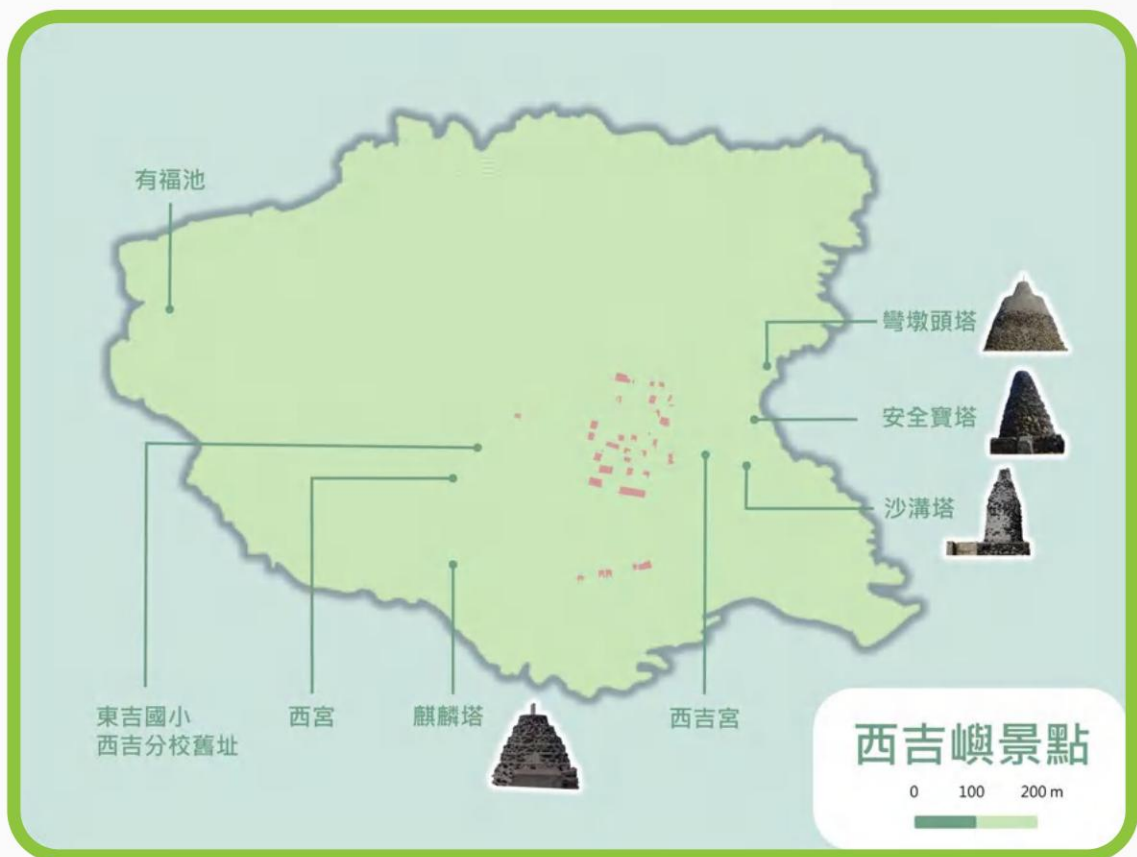 有福池
彎墩頭塔
安全寶塔
沙溝塔
東吉國小
西吉分校舊址
西宮
麒麟塔
西吉宮
西吉嶼景點
0 100 200 m